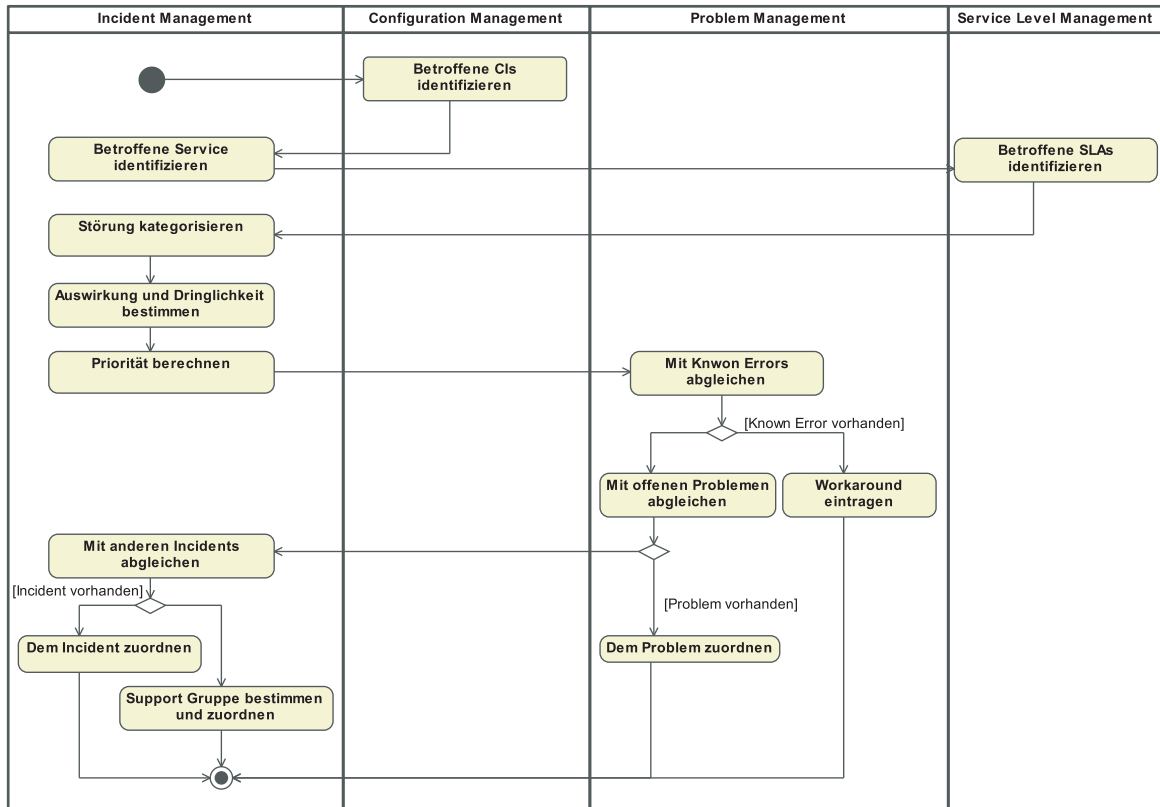 Incident Management
Configuration Management
Problem Management
Service Level Management
Betroffene CIs
identifizieren
Betroffene Service
identifizieren
Betroffene SLAs
identifizieren
Störung kategorisieren
Auswirkung und Dringlichkeit
bestimmen
Priorität berechnen
Mit Knwon Errors
abgleichen
[Known Error vorhanden]
Mit offenen Problemen
abgleichen
Workaround
eintragen
Mit anderen Incidents
abgleichen
[Incident vorhanden]
[Problem vorhanden]
Dem Incident zuordnen
Dem Problem zuordnen
Support Gruppe bestimmen
und zuordnen